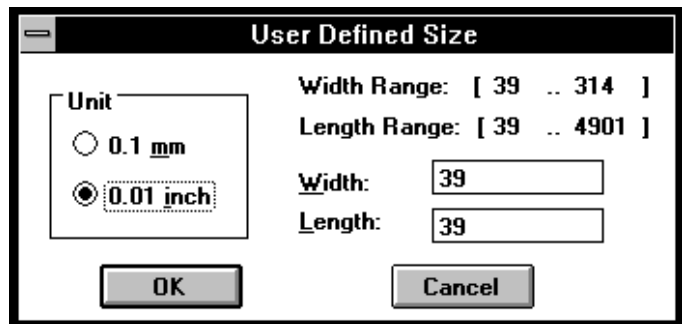 User Defined Size
Unit
0.1 mm
0.01 inch
Width Range: [ 39 .. 314 ]
Length Range: [ 39 .. 4901 ]
Width: 39
Length: 39
OK
Cancel